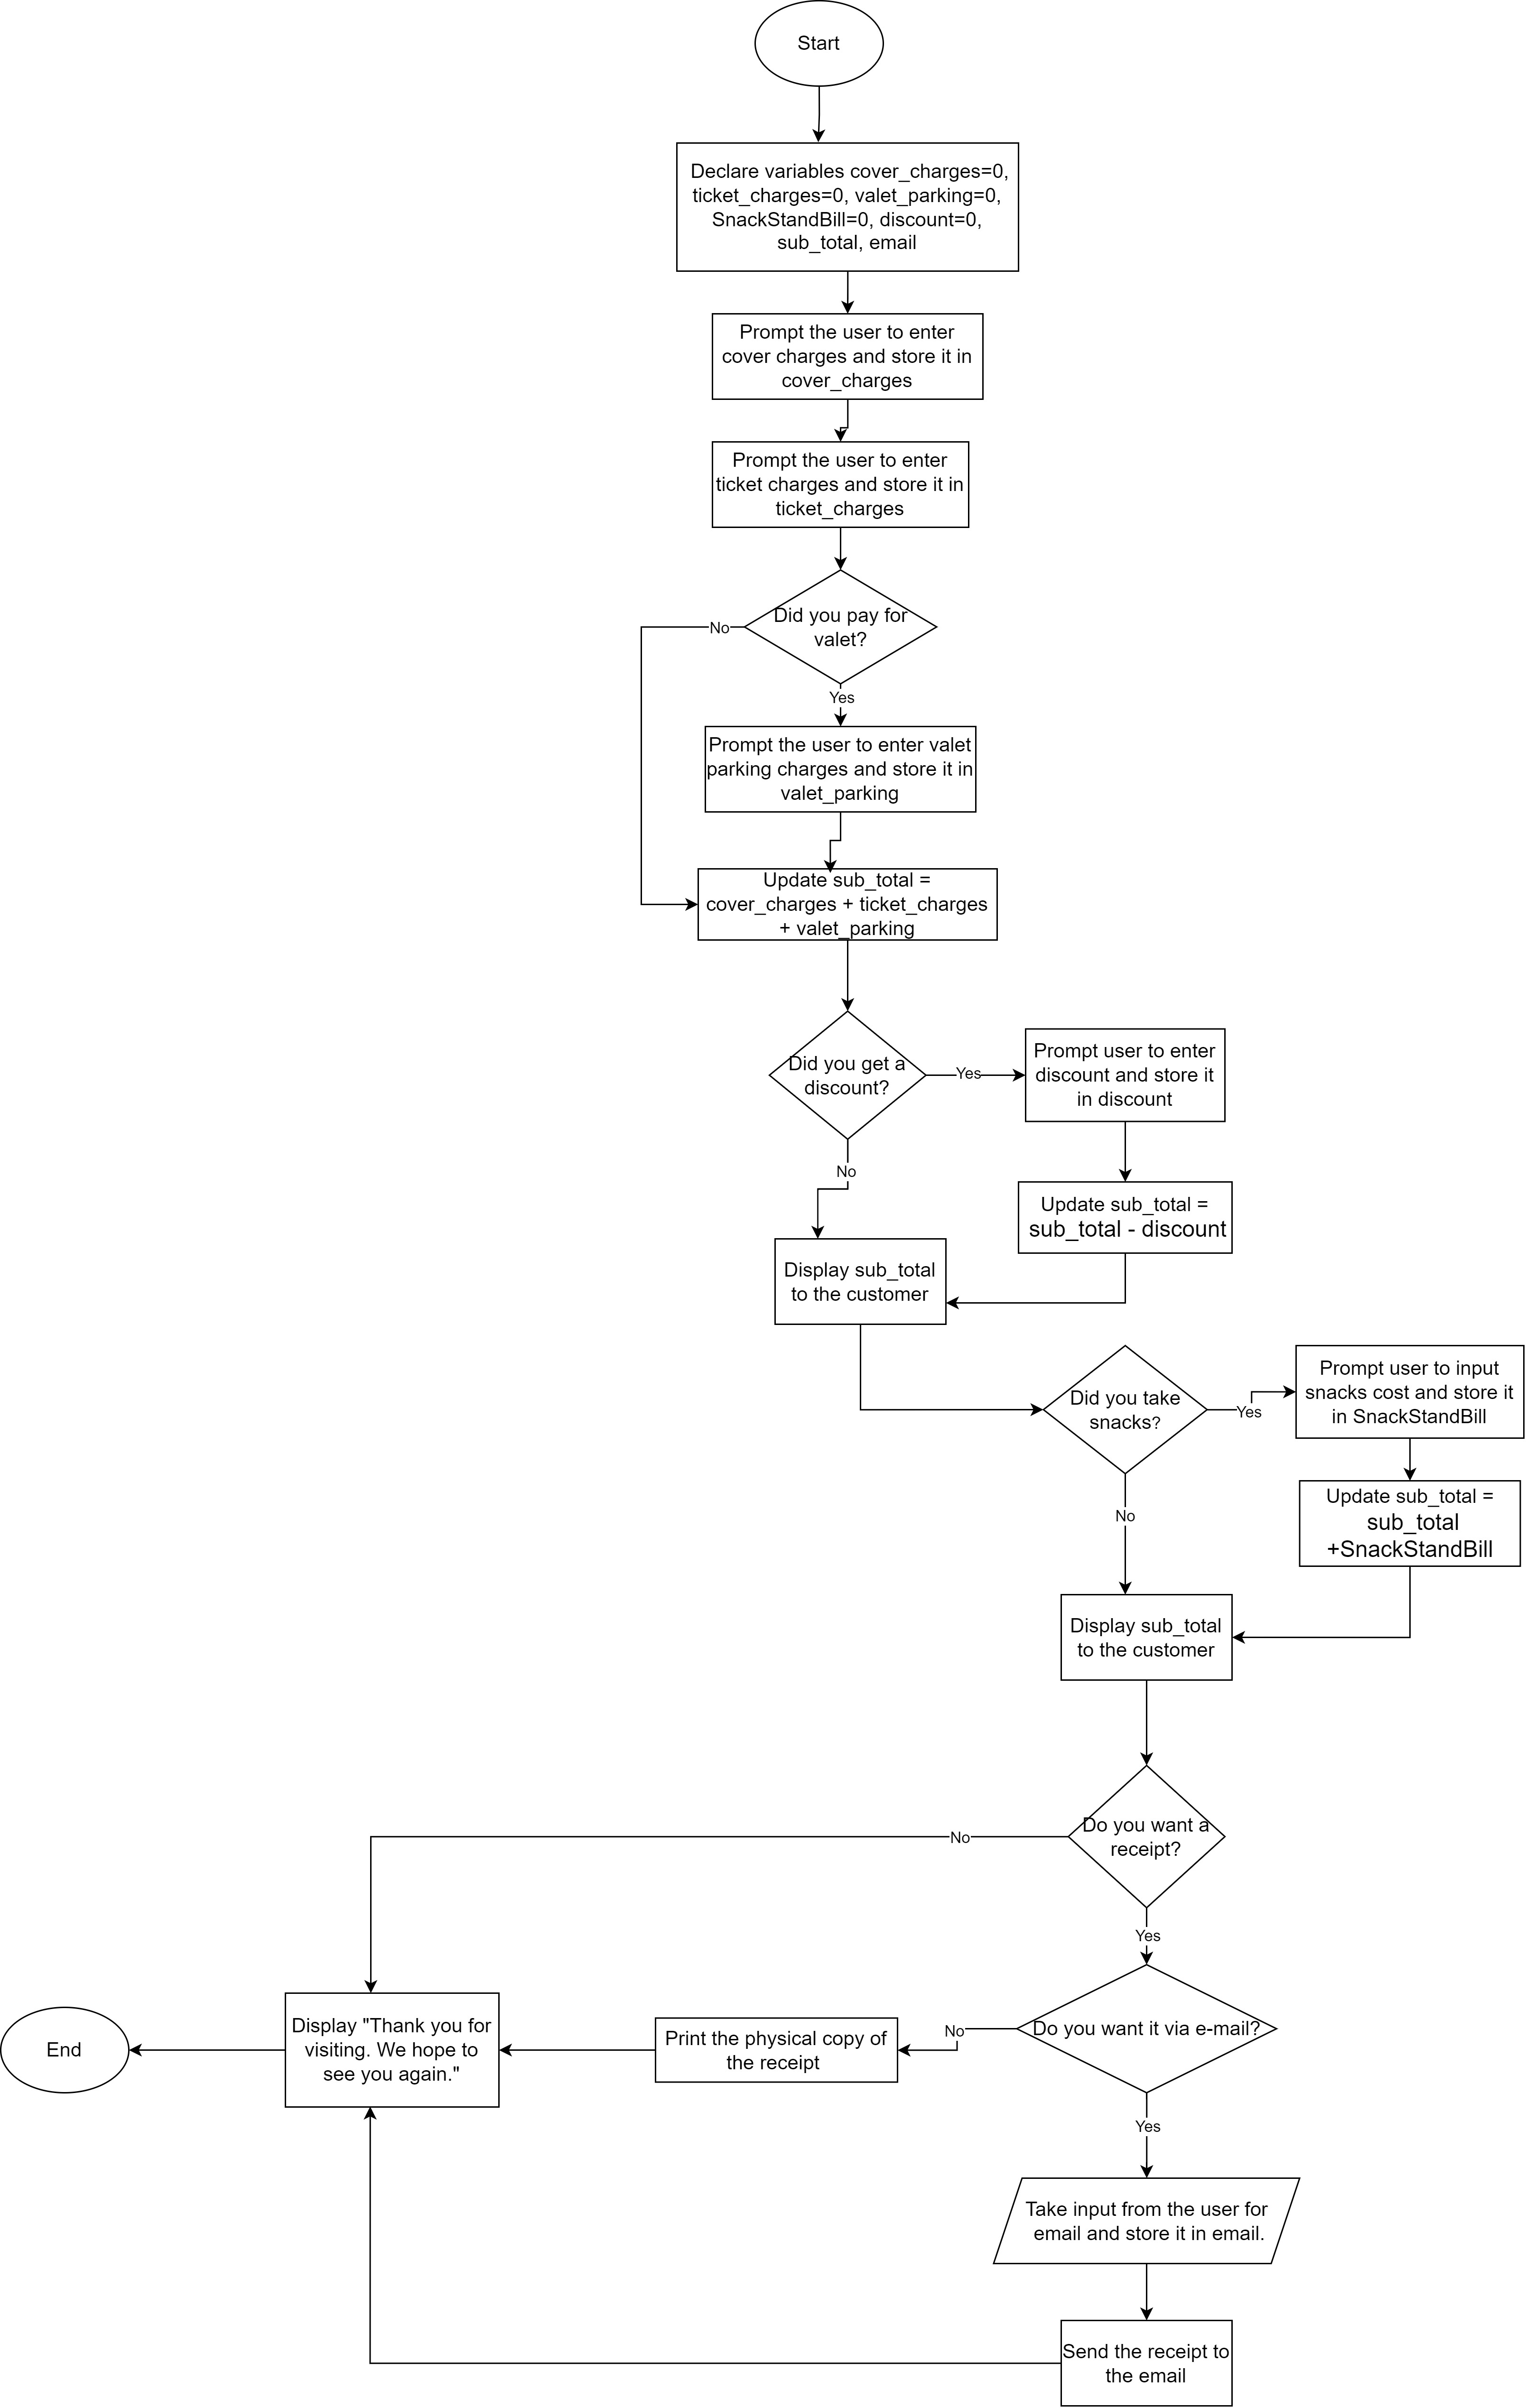 Start
Declare variables cover_charges=0,
ticket_charges=0, valet_parking=0,
SnackStandBill=0, discount=0,
sub_total, email
Prompt the user to enter
cover charges and store it in
cover_charges
Prompt the user to enter
ticket charges and store it in
ticket_charges
Did you pay for
valet?
No
Yes
Prompt the user to enter valet
parking charges and store it in
valet_parking
Update sub_total =
cover_charges + ticket_charges
+ valet_parking
Did you get a
discount?
Yes
Prompt user to enter
discount and store it
in discount
No
Update sub_total =
sub_total - discount
Display sub_total
to the customer
Did you take
snacks?
Yes
Prompt user to input
snacks cost and store it
in SnackStandBill
No
Update sub_total =
sub_total
+SnackStandBill
Display sub_total
to the customer
Do you want a
receipt?
No
Yes
Do you want it via e-mail?
No
Print the physical copy of
the receipt
Display "Thank you for
visiting. We hope to
see you again."
End
Yes
Take input from the user for
email and store it in email.
Send the receipt to
the email